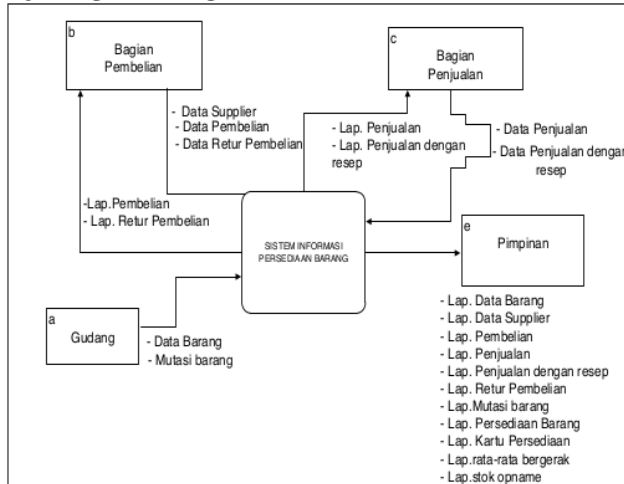 b
Bagian
Pembelian
c
Bagian
Penjualan
- Data Supplier
- Data Pembelian
- Data Retur Pembelian
- Lap. Penjualan
- Lap. Penjualan dengan
resep
- Data Penjualan
- Data Penjualan dengan
resep
-Lap.Pembelian
- Lap. Retur Pembelian
SISTEM INFORMASI
PERSEDIAAN BARANG
e
Pimpinan
a
Gudang
- Data Barang
- Mutasi barang
- Lap. Data Barang
- Lap. Data Supplier
- Lap. Pembelian
- Lap. Penjualan
- Lap. Penjualan dengan resep
- Lap. Retur Pembelian
- Lap.Mutasi barang
- Lap. Persediaan Barang
- Lap. Kartu Persediaan
- Lap.rata-rata bergerak
- Lap.stok opname